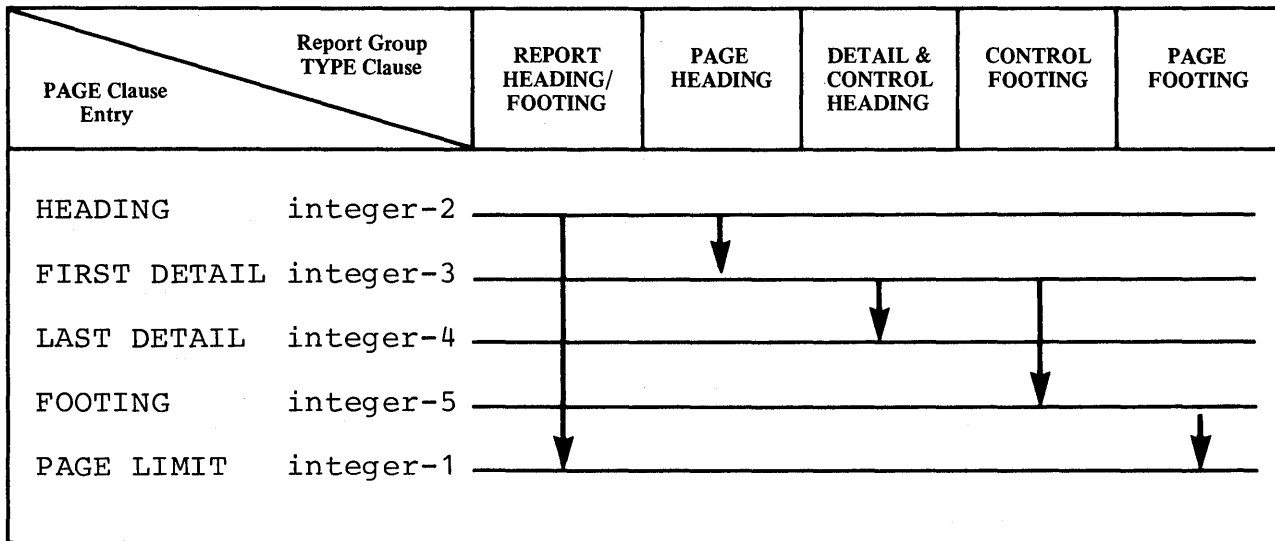 Report Group
TYPE Clause
PAGE Clause
Entry
REPORT
HEADING/
FOOTING
PAGE
HEADING
DETAIL &
CONTROL
HEADING
CONTROL
FOOTING
PAGE
FOOTING
HEADING integer-2
FIRST DETAIL integer-3
LAST DETAIL integer-4
FOOTING integer-5
PAGE LIMIT integer-1